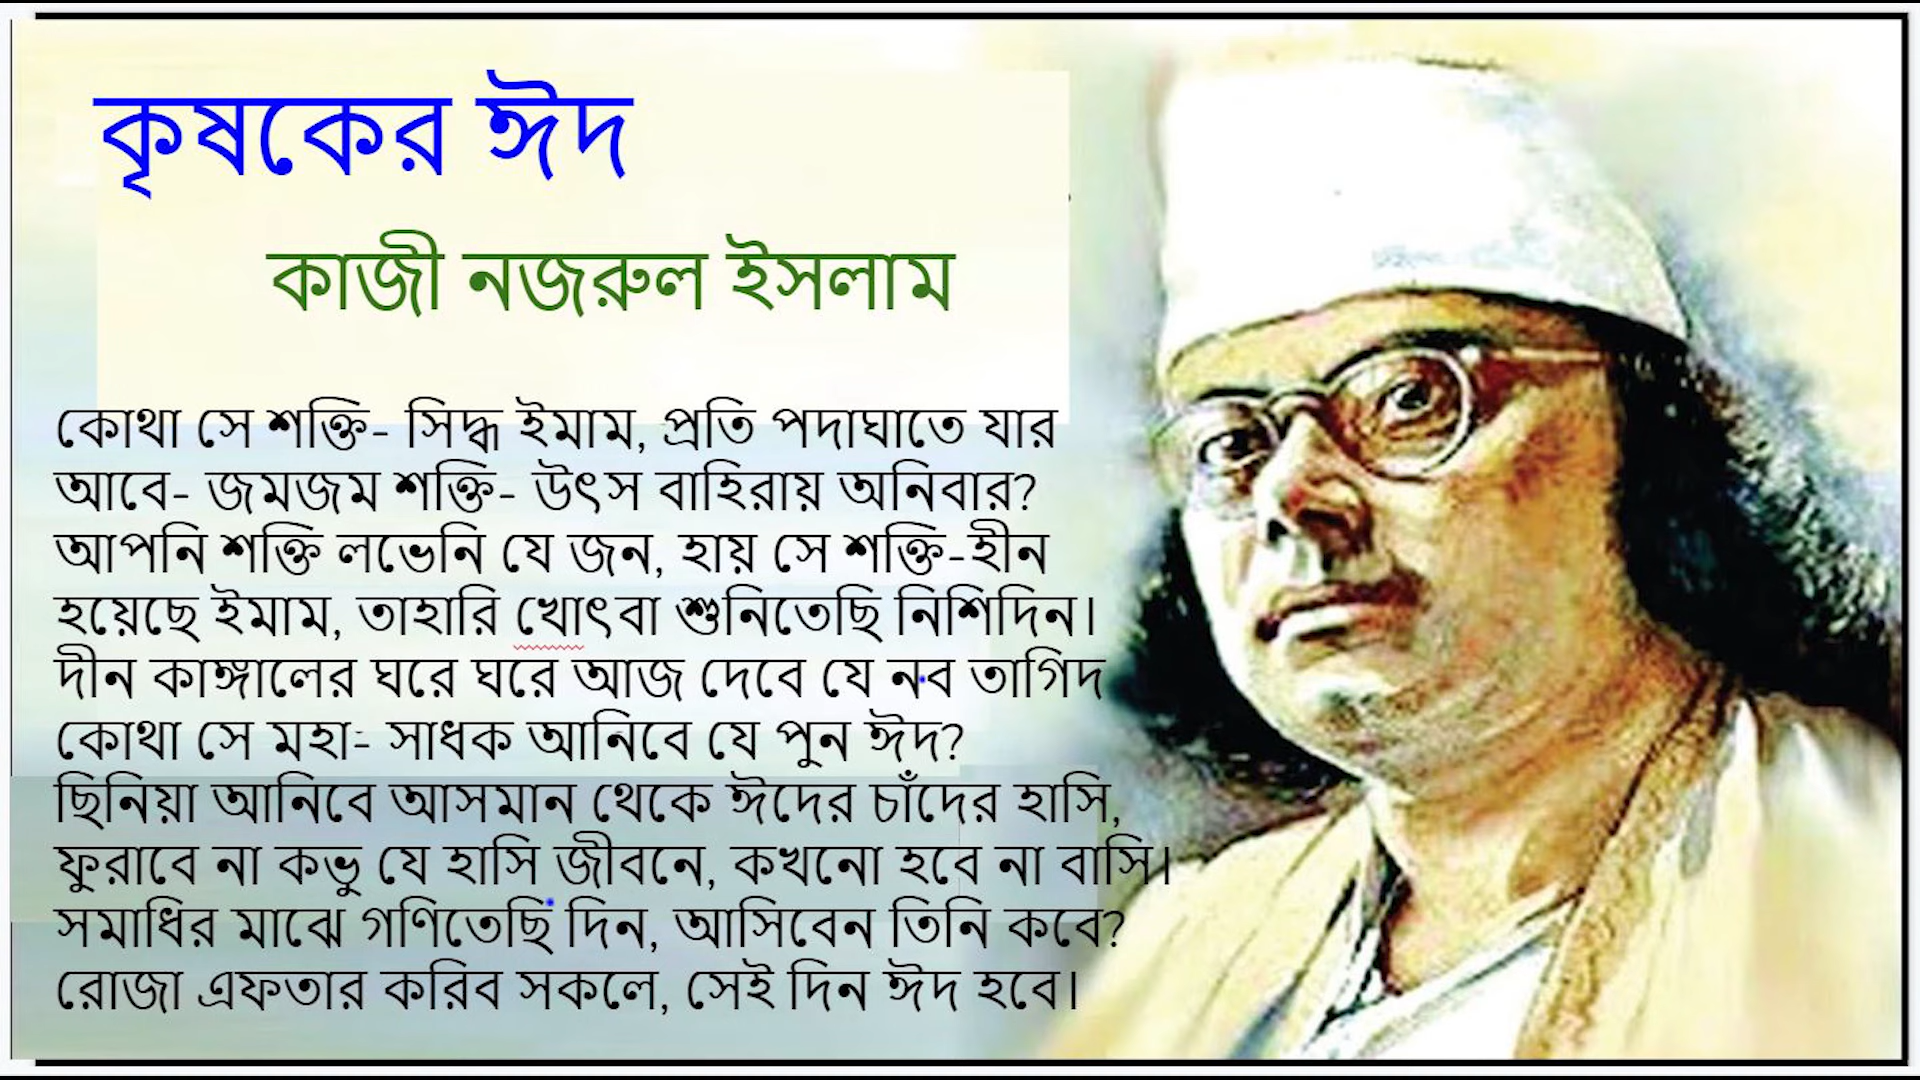 কৃষকের ঈদ
কাজী নজরুল ইসলাম
কোথা সে শক্তি- সিদ্ধ ইমাম, প্রতি পদাঘাতে যার
আবে- জমজম শক্তি- উৎস বাহিরায় অনিবার?
আপনি শক্তি লভেনি যে জন, হায় সে শক্তি-হীন
হয়েছে ইমাম, তাহারি খোৎবা শুনিতেছি নিশিদিন।
দীন কাঙ্গালের ঘরে ঘরে আজ দেবে যে নব তাগিদ
কোথা সে মহা- সাধক আনিবে যে পুন ঈদ?
ছিনিয়া আনিবে আসমান থেকে ঈদের চাঁদের হাসি,
ফুরাবে না কভু যে হাসি জীবনে, কখনো হবে না বাসি।
সমাধির মাঝে গণিতেছি দিন, আসিবেন তিনি কবে?
রোজা এফতার করিব সকলে, সেই দিন ঈদ হবে।